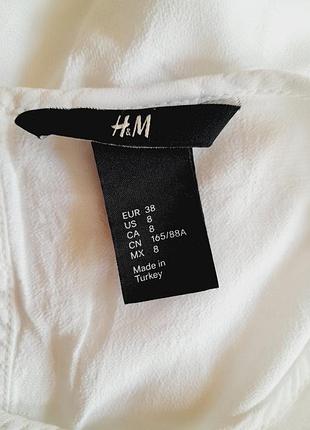 H&M
EUR 38
US 8
CA 8
CN 165/88A
MX 8
Made in
Turkey